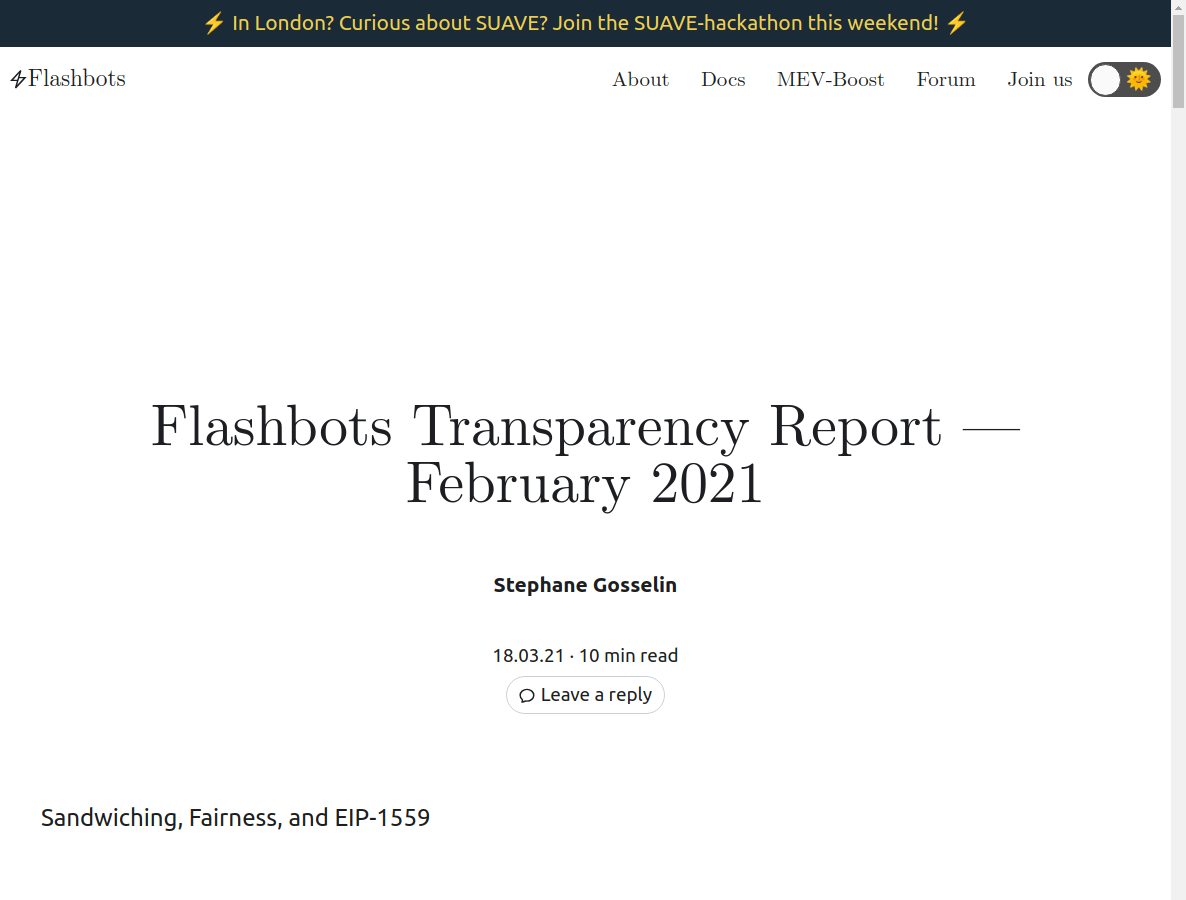 ⚡ In London? Curious about SUAVE? Join the SUAVE-hackathon this weekend! ⚡
Flashbots
About Docs MEV-Boost Forum Join us
Flashbots Transparency Report —
February 2021
Stephane Gosselin
18.03.21 · 10 min read
Leave a reply
Sandwiching, Fairness, and EIP-1559